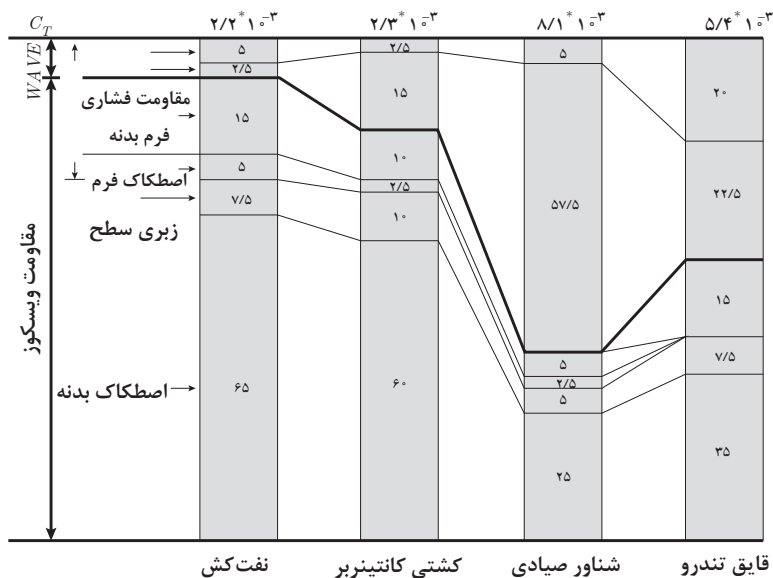 C_T ۲/۲*۱۰^-۳ ۲/۳*۱۰^-۳ ۸/۱*۱۰^-۳ ۵/۴*۱۰^-۳
WAVE
مقاومت ویسکوز
مقاومت فشاری
فرم بدنه
اصطکاک فرم
زبری سطح
اصطکاک بدنه
۵
۲/۵
۱۵
۵
۷/۵
۶۵
۲/۵
۱۵
۱۰
۲/۵
۱۰
۶۰
۵
۵۷/۵
۵
۲/۵
۵
۲۵
۲۰
۲۲/۵
۱۵
۷/۵
۳۵
نفت‌کش
کشتی کانتینربر
شناور صیادی
قایق تندرو